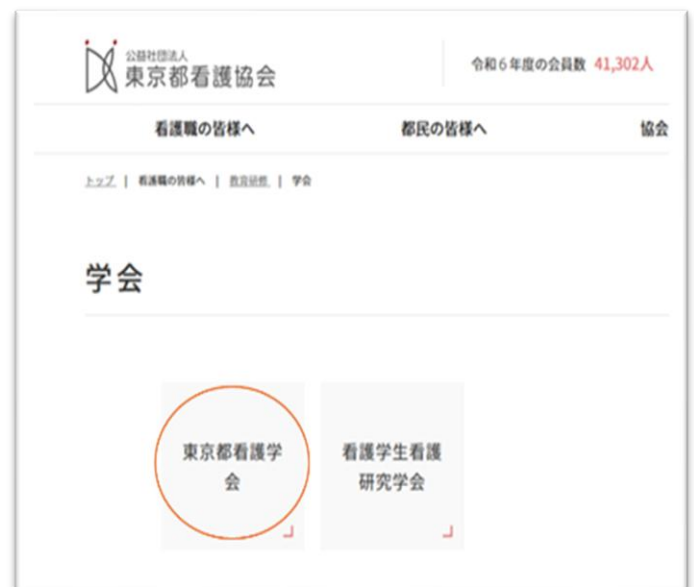 公益社団法人
東京都看護協会
令和6年度の会員数 41,302人
看護職の皆様へ 都民の皆様へ 協会
トップ | 看護職の皆様へ | 教育研修 | 学会
学会
東京都看護学
会
看護学生看護
研究学会